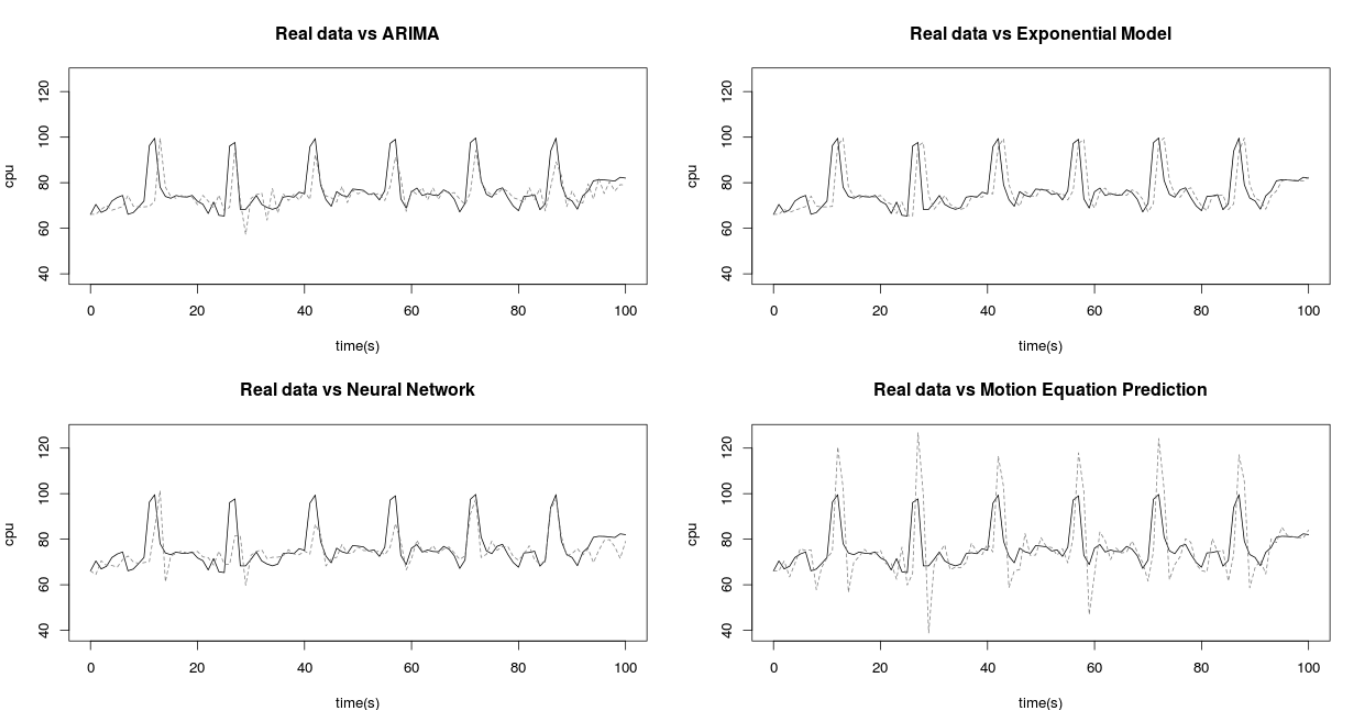 Real data vs ARIMA
cpu
120
100
80
60
40
0 20 40 60 80 100
time(s)
Real data vs Exponential Model
cpu
120
100
80
60
40
0 20 40 60 80 100
time(s)
Real data vs Neural Network
cpu
120
100
80
60
40
0 20 40 60 80 100
time(s)
Real data vs Motion Equation Prediction
cpu
120
100
80
60
40
0 20 40 60 80 100
time(s)